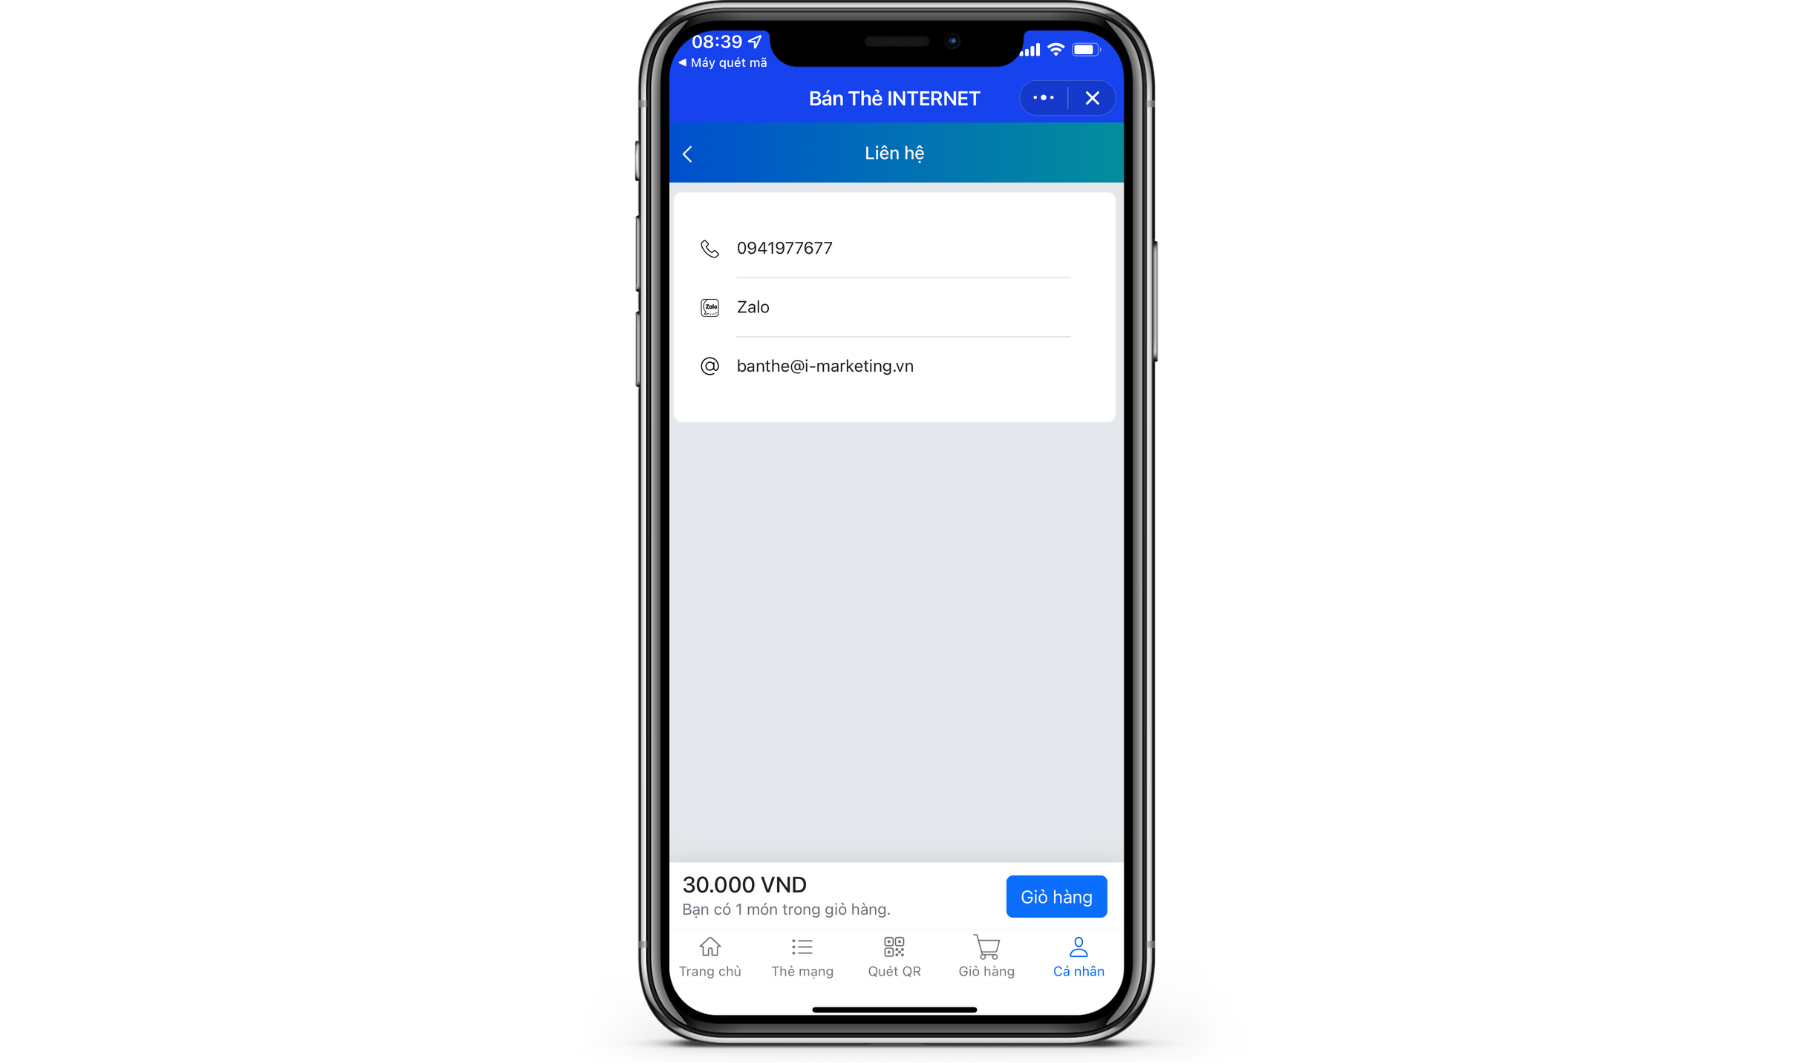 08:39
◀ Máy quét mã
Bán Thẻ INTERNET
Liên hệ
0941977677
Zalo
Zalo
banthe@i-marketing.vn
30.000 VND
Bạn có 1 món trong giỏ hàng.
Giỏ hàng
Trang chủ
Thẻ mạng
Quét QR
Giỏ hàng
Cá nhân